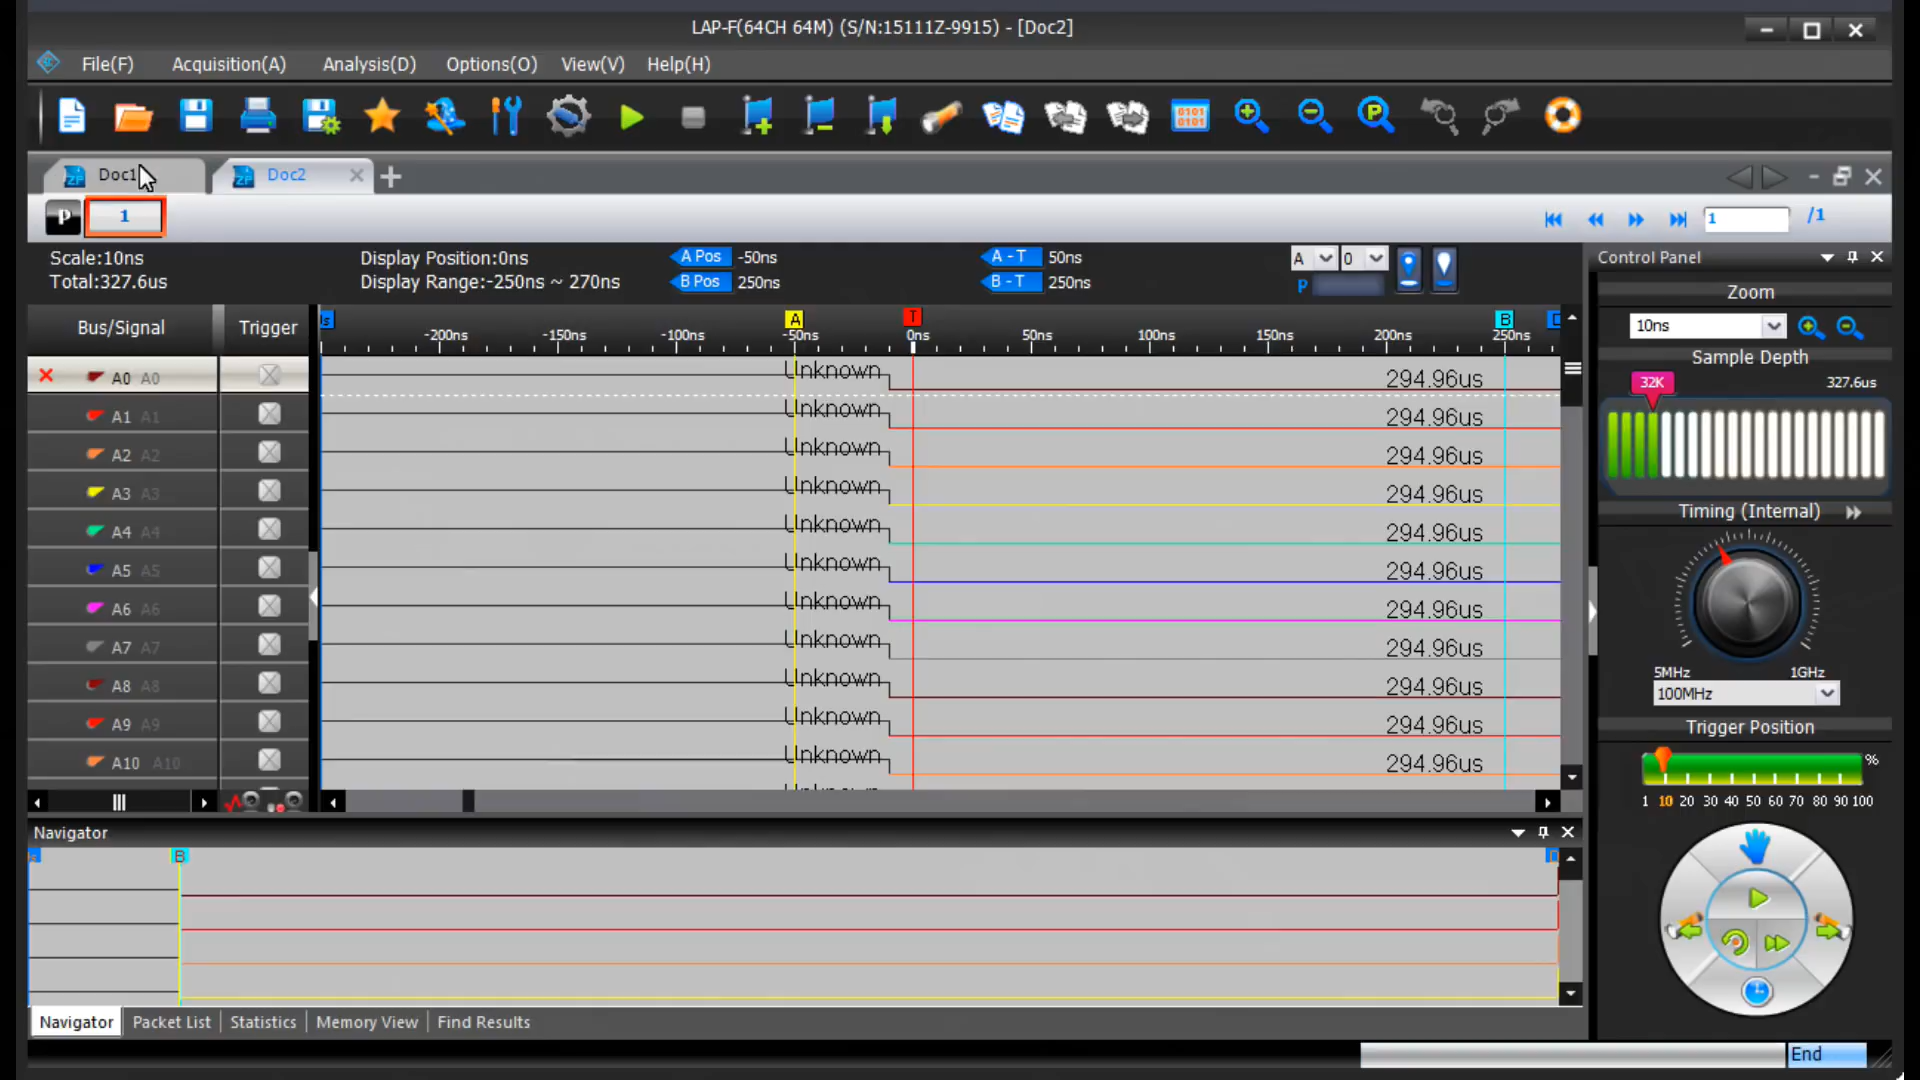 LAP-F(64CH 64M) (S/N:15111Z-9915) - [Doc2]
File(F) Acquisition(A) Analysis(D) Options(O) View(V) Help(H)
Doc1 Doc2
P 1 1 /1
Scale:10ns Display Position:0ns A Pos -50ns A - T 50ns A 0
Total:327.6us Display Range:-250ns ~ 270ns B Pos 250ns B - T 250ns P
Control Panel
Zoom
10ns
Sample Depth
32K 327.6us
Timing (Internal)
5MHz 1GHz
100MHz
Trigger Position
%
1 10 20 30 40 50 60 70 80 90 100
Bus/Signal Trigger
A T B
-200ns -150ns -100ns -50ns 0ns 50ns 100ns 150ns 200ns 250ns
A0 A0 Unknown 294.96us
A1 A1 Unknown 294.96us
A2 A2 Unknown 294.96us
A3 A3 Unknown 294.96us
A4 A4 Unknown 294.96us
A5 A5 Unknown 294.96us
A6 A6 Unknown 294.96us
A7 A7 Unknown 294.96us
A8 A8 Unknown 294.96us
A9 A9 Unknown 294.96us
A10 A10 Unknown 294.96us
Navigator
B
Navigator Packet List Statistics Memory View Find Results
End